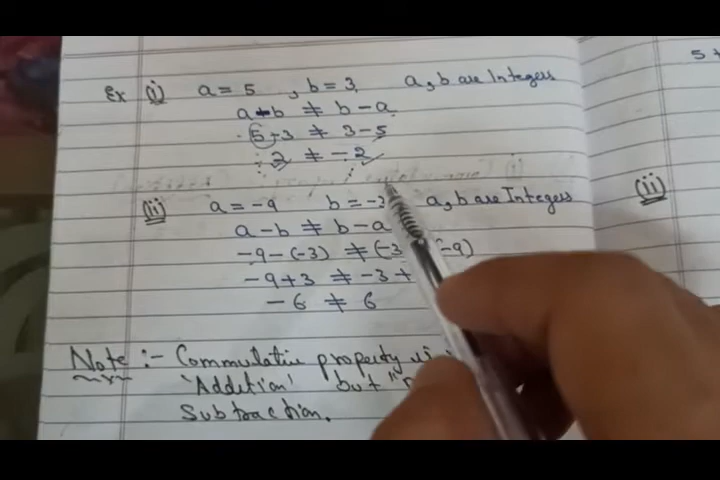 5 +
Ex (i) a = 5 , b = 3. a, b are Integers
a - b ≠ b - a
5 - 3 ≠ 3 - 5
2 ≠ - 2
(ii) a = -9 b = -3 a, b are Integers (ii)
a - b ≠ b - a
-9 - (-3) ≠ (-3 -9)
-9 + 3 ≠ -3 +
-6 ≠ 6
Note :- Commutative property
'Addition' but "
Subtraction.